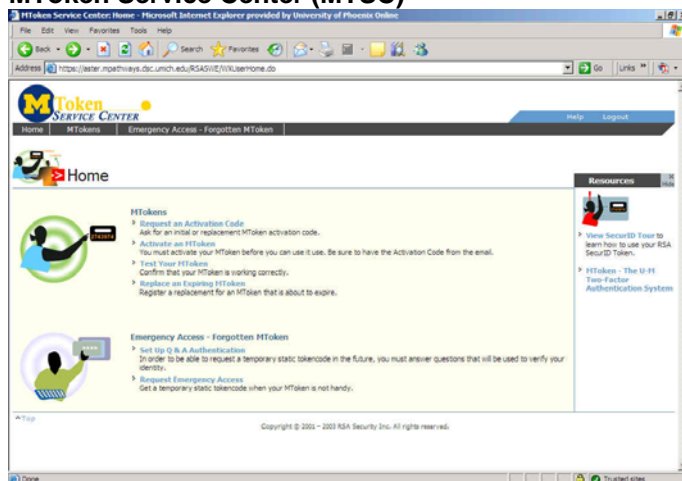 MToken Service Center (MTSC)
MToken Service Center: Home - Microsoft Internet Explorer provided by University of Phoenix Online
File Edit View Favorites Tools Help
Back Search Favorites
Address https://aster.mpathways.dsc.umich.edu/RSASWE/WXUserHome.do Go Links »
MToken
SERVICE CENTER
Help Logout
Home MTokens Emergency Access - Forgotten MToken
Home
Resources
Hide
MTokens
Request an Activation Code
Ask for an initial or replacement MToken activation code.
Activate an MToken
You must activate your MToken before you can use it use. Be sure to have the Activation Code from the email.
Test Your MToken
Confirm that your MToken is working correctly.
Replace an Expiring MToken
Register a replacement for an MToken that is about to expire.
View SecurID Tour to
learn how to use your RSA
SecurID Token.
MToken - The U-M
Two-Factor
Authentication System
Emergency Access - Forgotten MToken
Set Up Q & A Authentication
In order to be able to request a temporary static tokencode in the future, you must answer questions that will be used to verify your
identity.
Request Emergency Access
Get a temporary static tokencode when your MToken is not handy.
Top
Copyright © 2001 - 2003 RSA Security Inc. All rights reserved.
Done Trusted sites